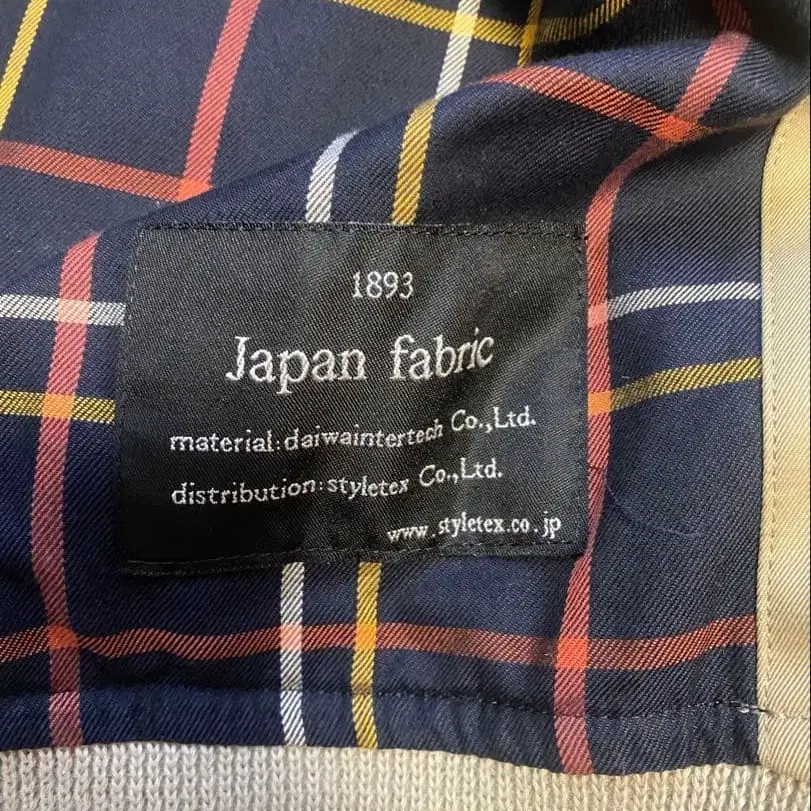 1893
Japan fabric
material:daiwaintertech Co.,Ltd.
distribution:styletex Co.,Ltd.
www.styletex.co.jp